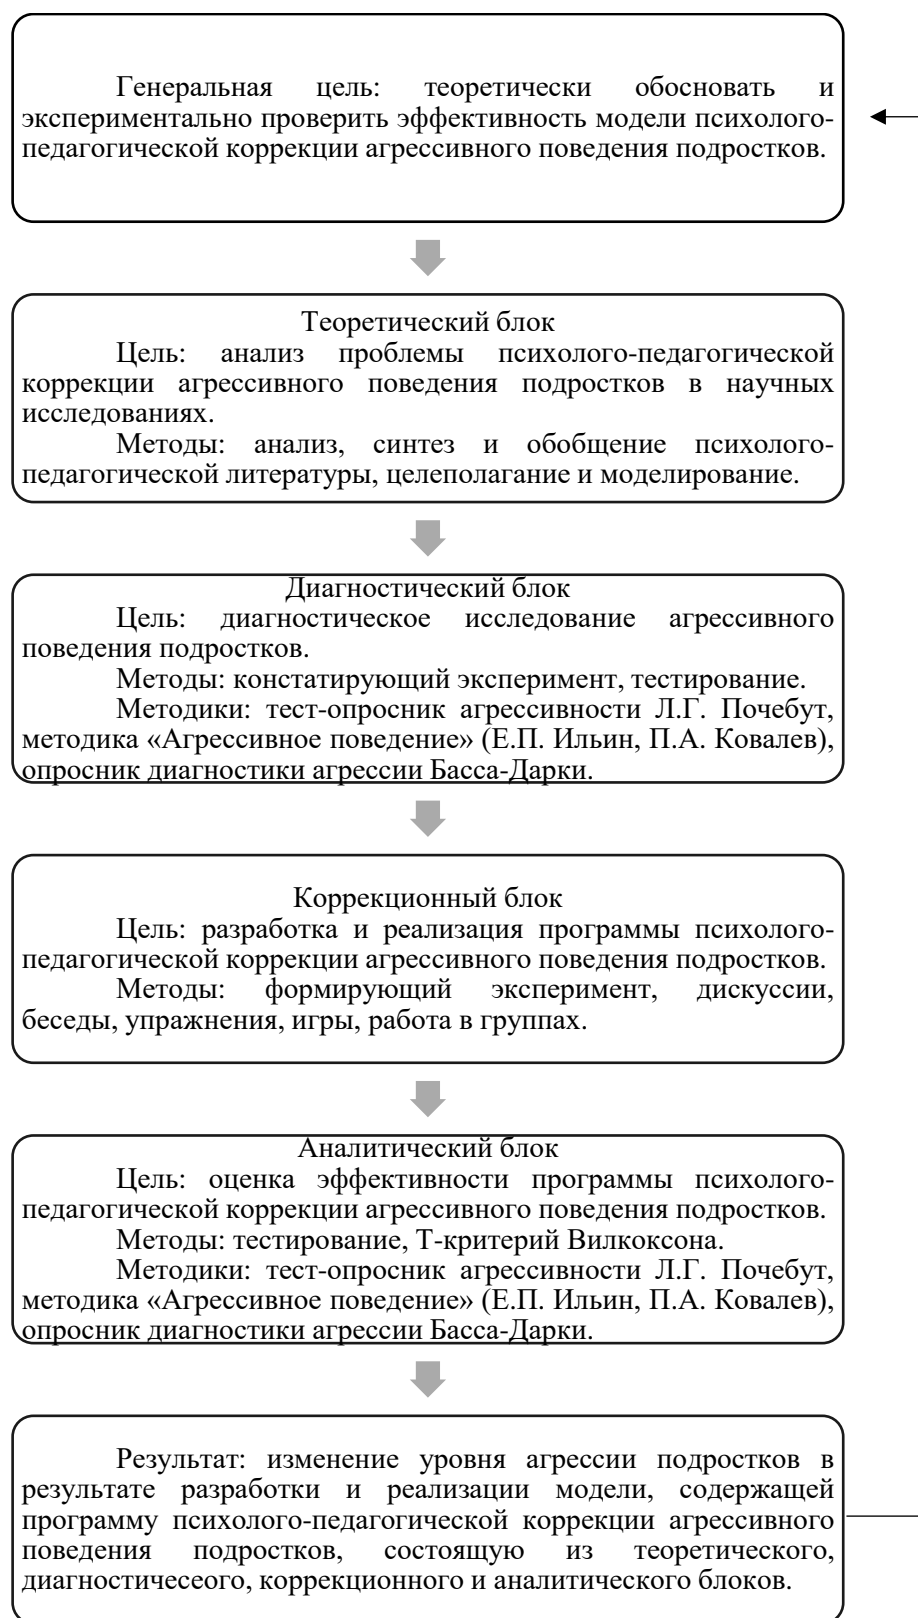 Генеральная цель: теоретически обосновать и
экспериментально проверить эффективность модели психолого-
педагогической коррекции агрессивного поведения подростков.
Теоретический блок
Цель: анализ проблемы психолого-педагогической
коррекции агрессивного поведения подростков в научных
исследованиях.
Методы: анализ, синтез и обобщение психолого-
педагогической литературы, целеполагание и моделирование.
Диагностический блок
Цель: диагностическое исследование агрессивного
поведения подростков.
Методы: констатирующий эксперимент, тестирование.
Методики: тест-опросник агрессивности Л.Г. Почебут,
методика «Агрессивное поведение» (Е.П. Ильин, П.А. Ковалев),
опросник диагностики агрессии Басса-Дарки.
Коррекционный блок
Цель: разработка и реализация программы психолого-
педагогической коррекции агрессивного поведения подростков.
Методы: формирующий эксперимент, дискуссии,
беседы, упражнения, игры, работа в группах.
Аналитический блок
Цель: оценка эффективности программы психолого-
педагогической коррекции агрессивного поведения подростков.
Методы: тестирование, Т-критерий Вилкоксона.
Методики: тест-опросник агрессивности Л.Г. Почебут,
методика «Агрессивное поведение» (Е.П. Ильин, П.А. Ковалев),
опросник диагностики агрессии Басса-Дарки.
Результат: изменение уровня агрессии подростков в
результате разработки и реализации модели, содержащей
программу психолого-педагогической коррекции агрессивного
поведения подростков, состоящую из теоретического,
диагностичесеого, коррекционного и аналитического блоков.